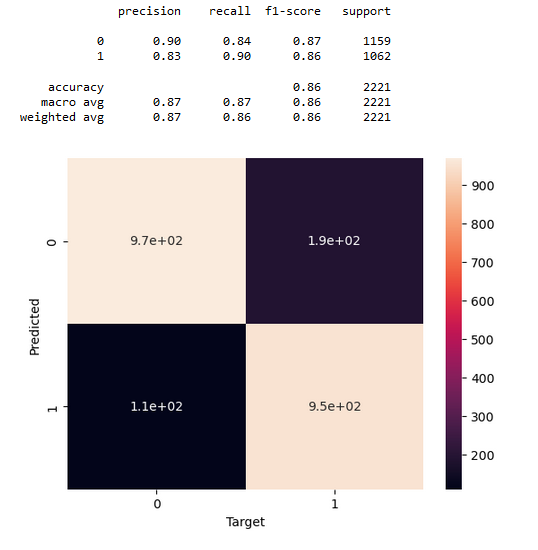 precision recall f1-score support
0 0.90 0.84 0.87 1159
1 0.83 0.90 0.86 1062
accuracy 0.86 2221
macro avg 0.87 0.87 0.86 2221
weighted avg 0.87 0.86 0.86 2221
900
800
700
600
500
400
300
200
Predicted
0
1
9.7e+02 1.9e+02
1.1e+02 9.5e+02
0 1
Target